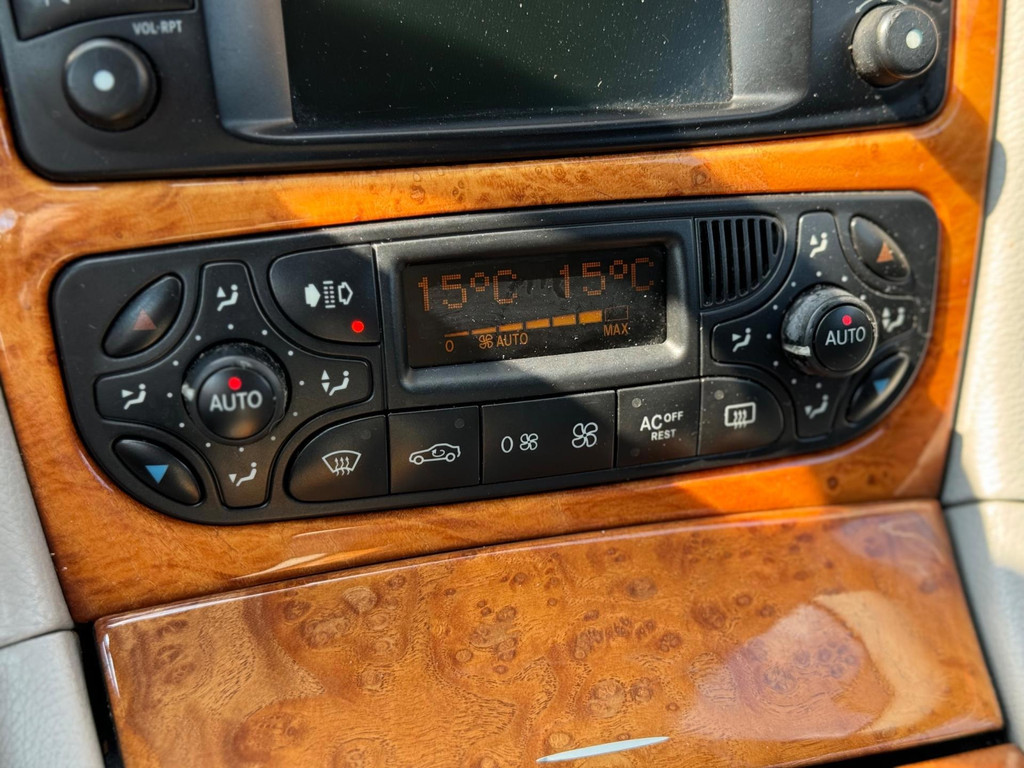 VOL·RPT
15°C 15°C
0 AUTO MAX
AUTO
AUTO
0
AC OFF
REST